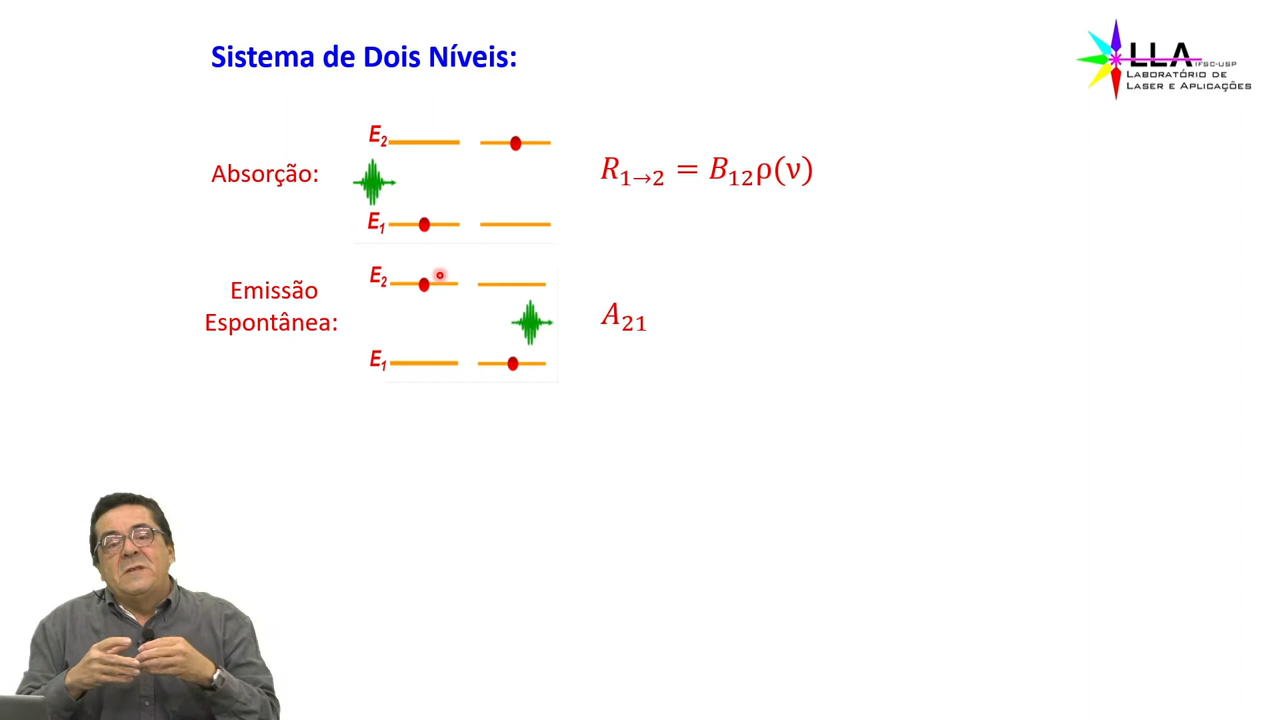 Sistema de Dois Níveis:
LLA IFSC-USP
LABORATÓRIO DE
LASER E APLICAÇÕES
E2
Absorção:
R1→2 = B12ρ(ν)
E1
E2
Emissão
Espontânea:
A21
E1